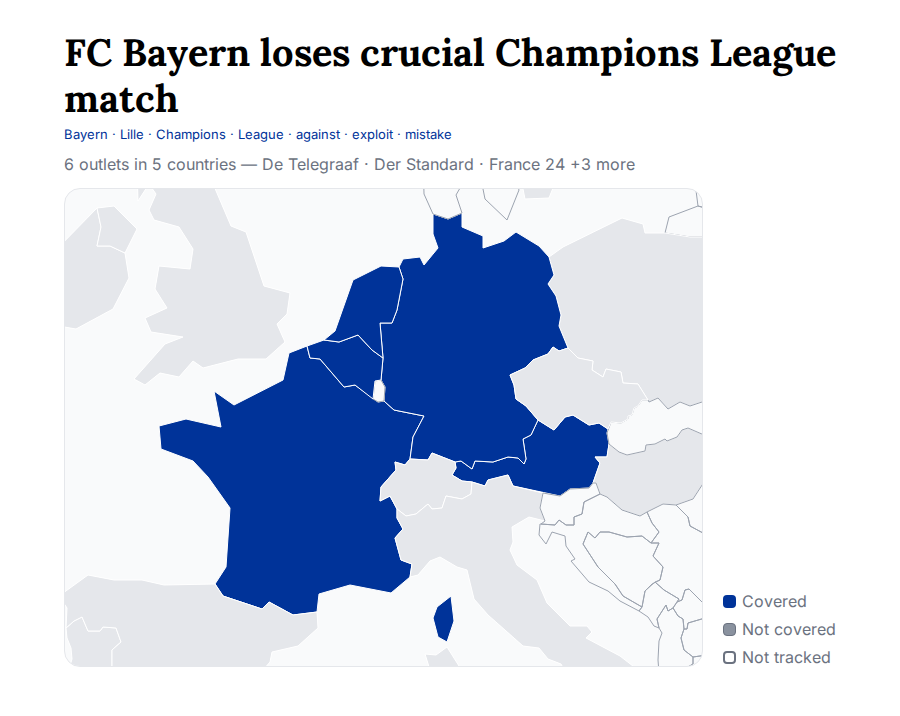 FC Bayern loses crucial Champions League
match
Bayern · Lille · Champions · League · against · exploit · mistake
6 outlets in 5 countries — De Telegraaf · Der Standard · France 24 +3 more
Covered
Not covered
Not tracked